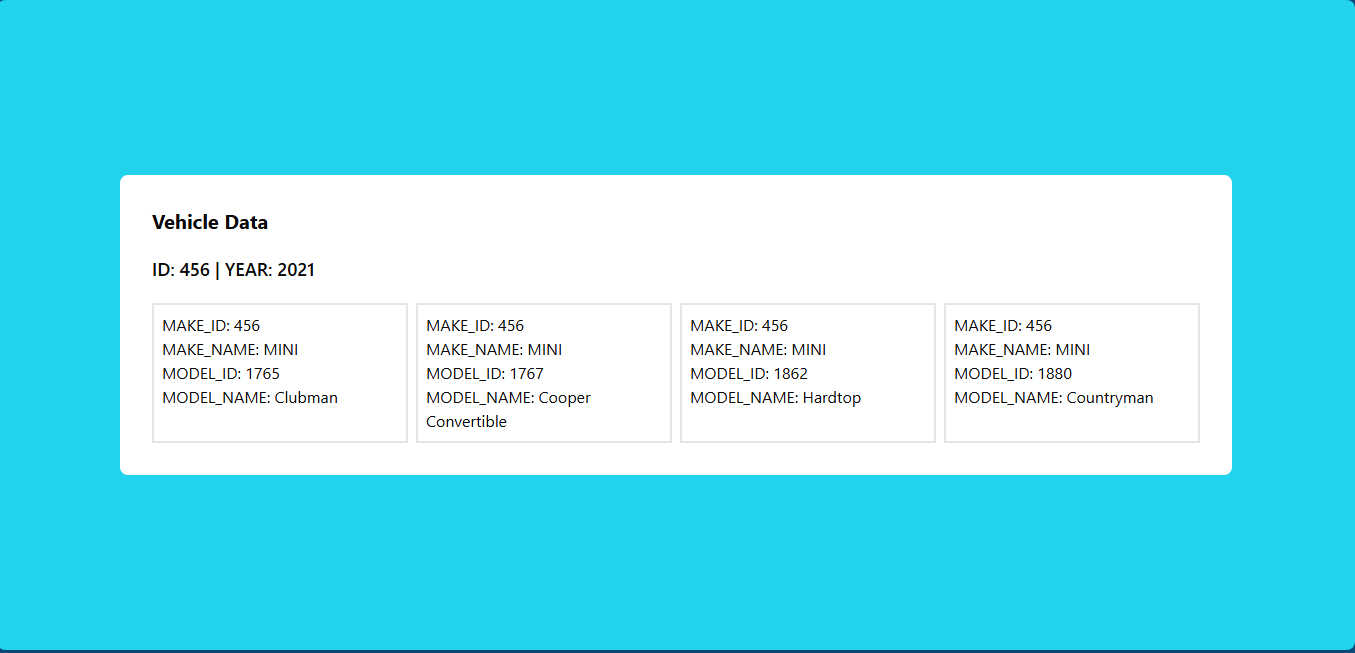 Vehicle Data
ID: 456 | YEAR: 2021
MAKE_ID: 456
MAKE_NAME: MINI
MODEL_ID: 1765
MODEL_NAME: Clubman
MAKE_ID: 456
MAKE_NAME: MINI
MODEL_ID: 1767
MODEL_NAME: Cooper
Convertible
MAKE_ID: 456
MAKE_NAME: MINI
MODEL_ID: 1862
MODEL_NAME: Hardtop
MAKE_ID: 456
MAKE_NAME: MINI
MODEL_ID: 1880
MODEL_NAME: Countryman